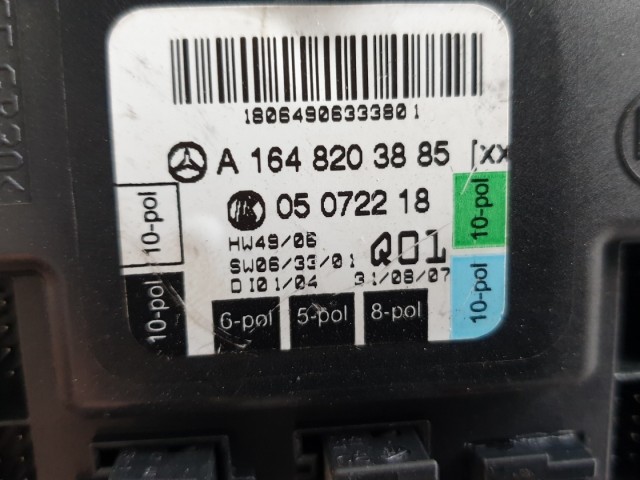 1806490633380 1
A 164 820 38 85 [xx
05 0722 18
HW49/06
SW06/33/01
DI01/04 31/08/07
Q01
10-pol
10-pol
10-pol
10-pol
6-pol 5-pol 8-pol